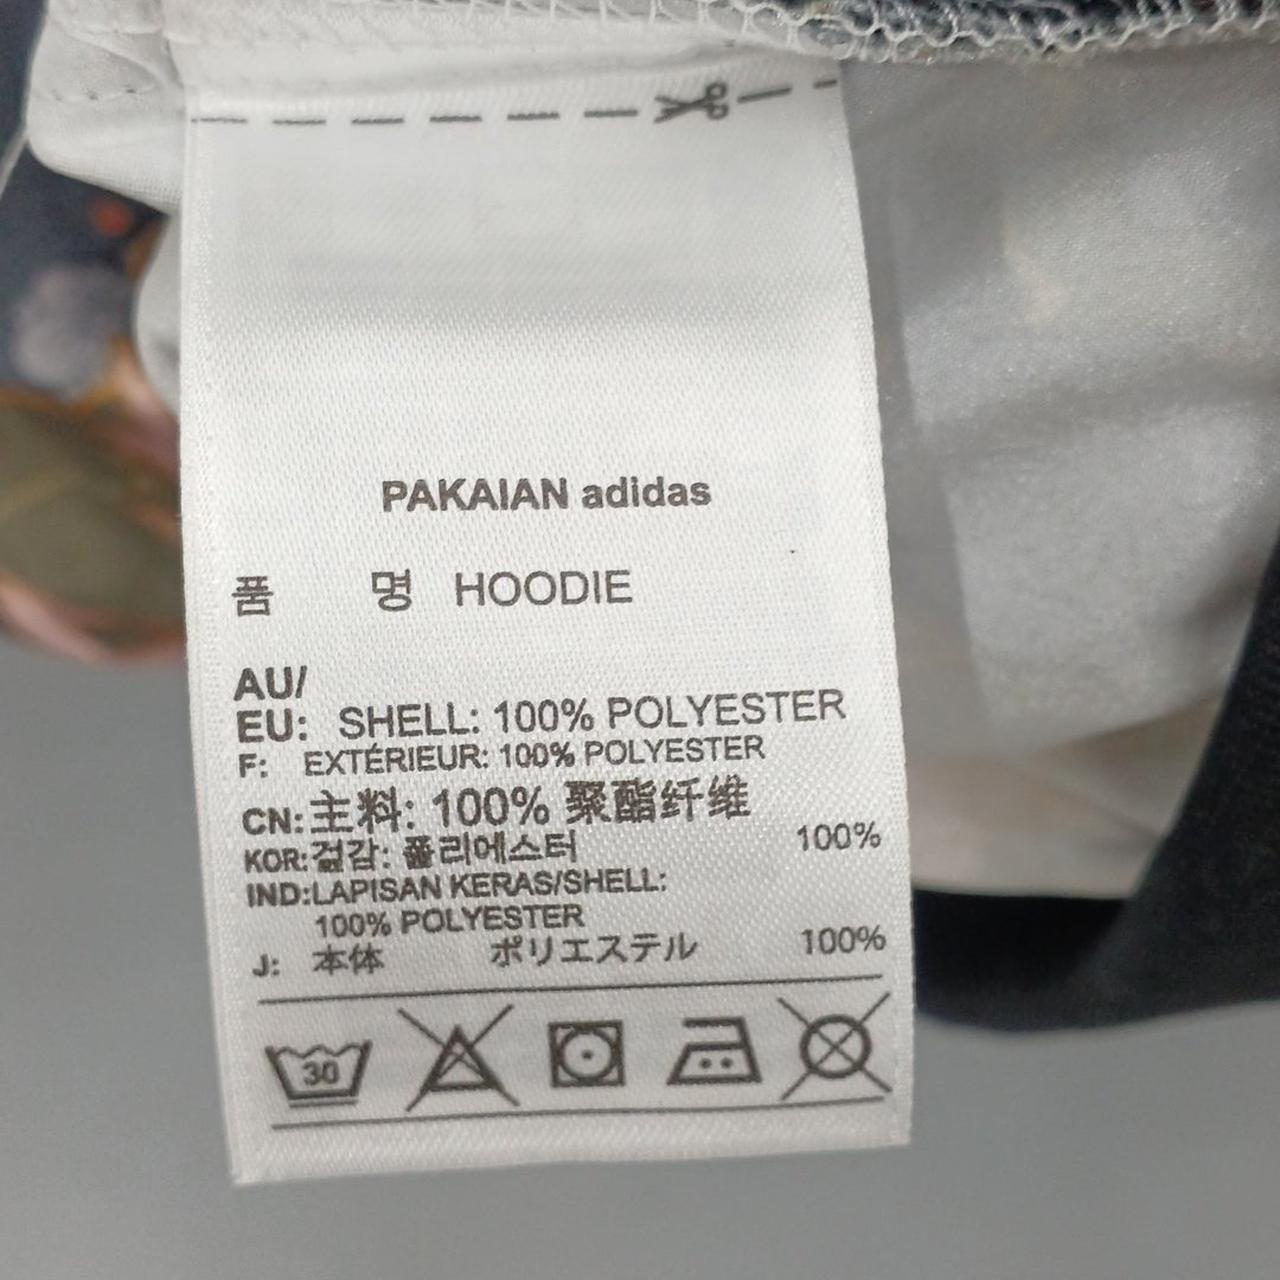 PAKAIAN adidas
품 명 HOODIE
AU/
EU: SHELL: 100% POLYESTER
F: EXTÉRIEUR: 100% POLYESTER
CN:主料: 100% 聚酯纤维
KOR:겉감: 폴리에스터 100%
IND:LAPISAN KERAS/SHELL:
100% POLYESTER
J: 本体 ポリエステル 100%
30